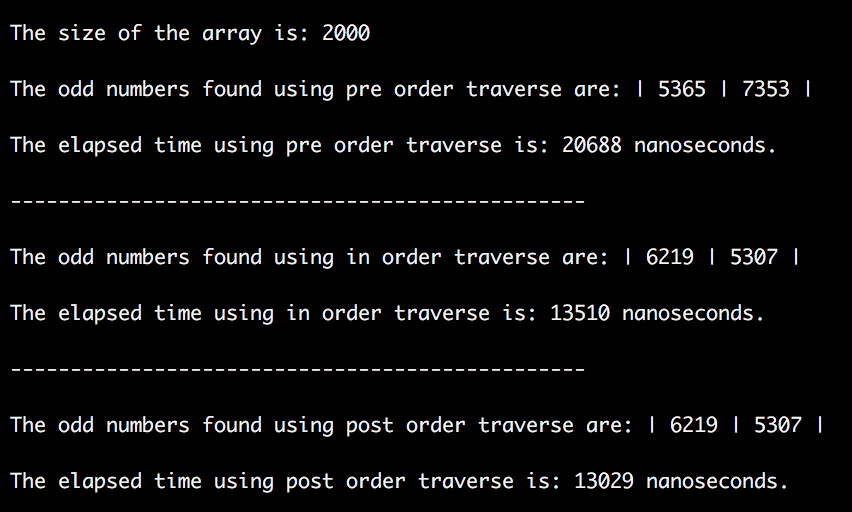 The size of the array is: 2000
The odd numbers found using pre order traverse are: | 5365 | 7353 |
The elapsed time using pre order traverse is: 20688 nanoseconds.
------------------------------------------------
The odd numbers found using in order traverse are: | 6219 | 5307 |
The elapsed time using in order traverse is: 13510 nanoseconds.
------------------------------------------------
The odd numbers found using post order traverse are: | 6219 | 5307 |
The elapsed time using post order traverse is: 13029 nanoseconds.